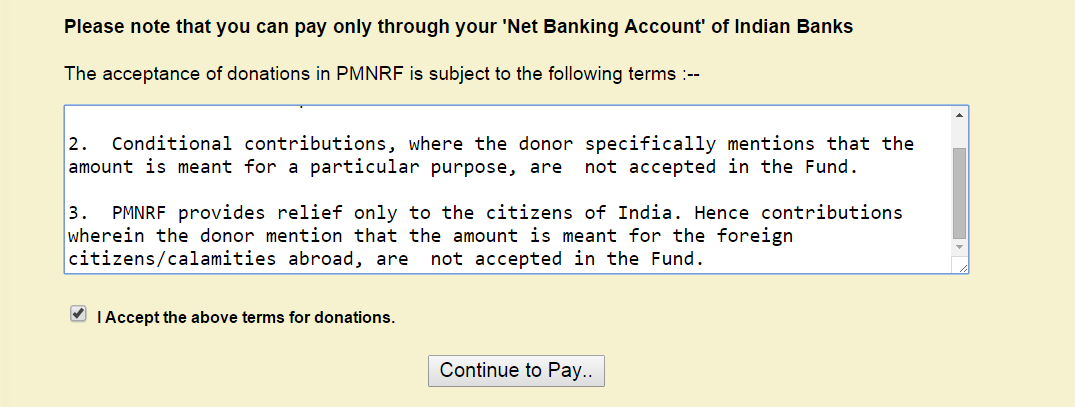 Please note that you can pay only through your 'Net Banking Account' of Indian Banks
The acceptance of donations in PMNRF is subject to the following terms :--
2.  Conditional contributions, where the donor specifically mentions that the
amount is meant for a particular purpose, are  not accepted in the Fund.
3.  PMNRF provides relief only to the citizens of India. Hence contributions
wherein the donor mention that the amount is meant for the foreign
citizens/calamities abroad, are  not accepted in the Fund.
I Accept the above terms for donations.
Continue to Pay..